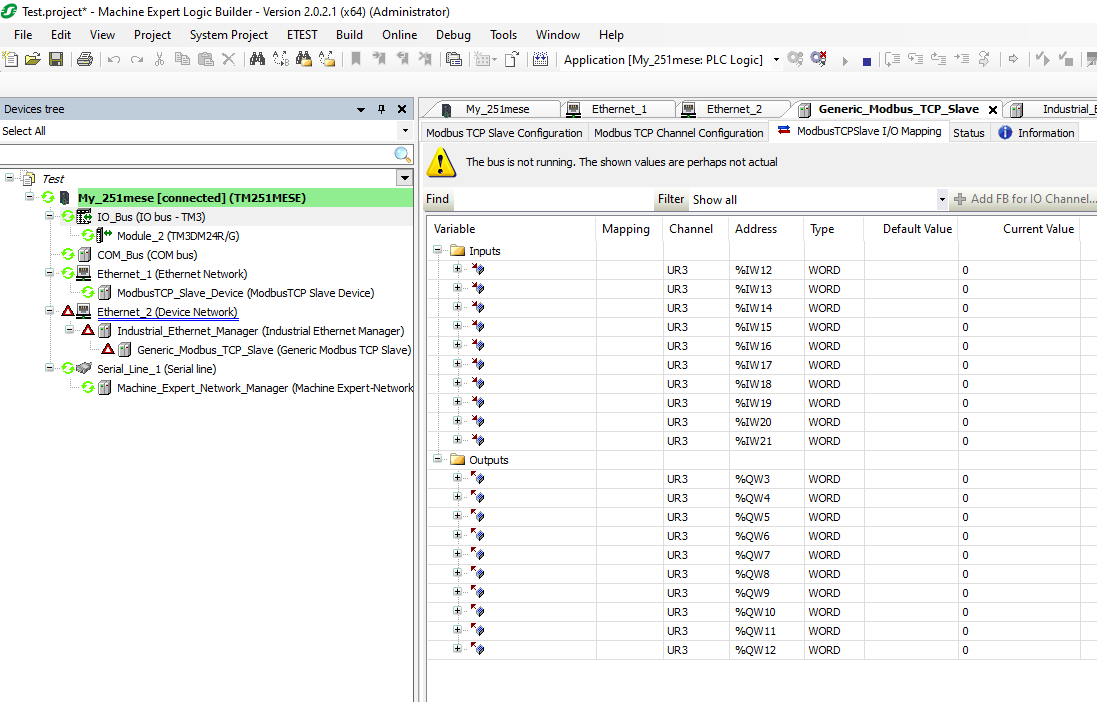 Test.project* - Machine Expert Logic Builder - Version 2.0.2.1 (x64) (Administrator)
File Edit View Project System Project ETEST Build Online Debug Tools Window Help
Application [My_251mese: PLC Logic]
Devices tree
My_251mese Ethernet_1 Ethernet_2 Generic_Modbus_TCP_Slave Industrial_E
Select All
Modbus TCP Slave Configuration Modbus TCP Channel Configuration ModbusTCPSlave I/O Mapping Status Information
The bus is not running. The shown values are perhaps not actual
Find Filter Show all Add FB for IO Channel...
Test
My_251mese [connected] (TM251MESE)
IO_Bus (IO bus - TM3)
Module_2 (TM3DM24R/G)
COM_Bus (COM bus)
Ethernet_1 (Ethernet Network)
ModbusTCP_Slave_Device (ModbusTCP Slave Device)
Ethernet_2 (Device Network)
Industrial_Ethernet_Manager (Industrial Ethernet Manager)
Generic_Modbus_TCP_Slave (Generic Modbus TCP Slave)
Serial_Line_1 (Serial line)
Machine_Expert_Network_Manager (Machine Expert-Network
Variable Mapping Channel Address Type Default Value Current Value
Inputs
UR3 %IW12 WORD 0
UR3 %IW13 WORD 0
UR3 %IW14 WORD 0
UR3 %IW15 WORD 0
UR3 %IW16 WORD 0
UR3 %IW17 WORD 0
UR3 %IW18 WORD 0
UR3 %IW19 WORD 0
UR3 %IW20 WORD 0
UR3 %IW21 WORD 0
Outputs
UR3 %QW3 WORD 0
UR3 %QW4 WORD 0
UR3 %QW5 WORD 0
UR3 %QW6 WORD 0
UR3 %QW7 WORD 0
UR3 %QW8 WORD 0
UR3 %QW9 WORD 0
UR3 %QW10 WORD 0
UR3 %QW11 WORD 0
UR3 %QW12 WORD 0